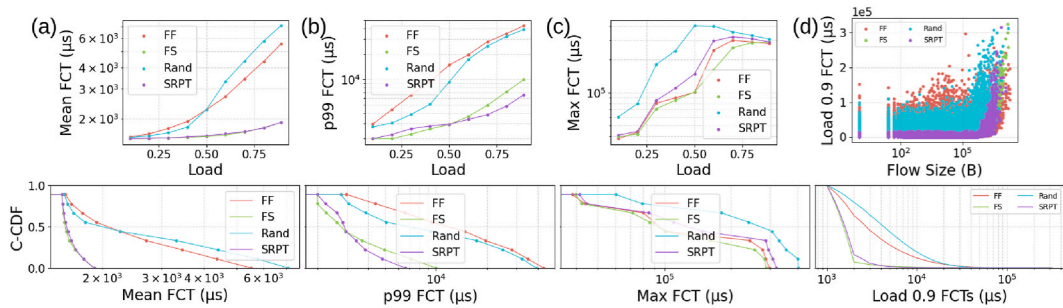 (a)
Mean FCT (μs)
6 × 10³
4 × 10³
3 × 10³
2 × 10³
FF
FS
Rand
SRPT
0.25 0.50 0.75
Load
(b)
p99 FCT (μs)
10⁴
FF
FS
Rand
SRPT
0.25 0.50 0.75
Load
(c)
Max FCT (μs)
10⁵
FF
FS
Rand
SRPT
0.25 0.50 0.75
Load
(d)
1e5
Load 0.9 FCT (μs)
3
2
1
0
FF Rand
FS SRPT
10² 10⁵
Flow Size (B)
C-CDF
1.0
0.5
0.0
FF
FS
Rand
SRPT
2 × 10³ 3 × 10³ 4 × 10³ 6 × 10³
Mean FCT (μs)
FF
FS
Rand
SRPT
10⁴
p99 FCT (μs)
FF
FS
Rand
SRPT
10⁵
Max FCT (μs)
FF Rand
FS SRPT
10³ 10⁴ 10⁵
Load 0.9 FCTs (μs)